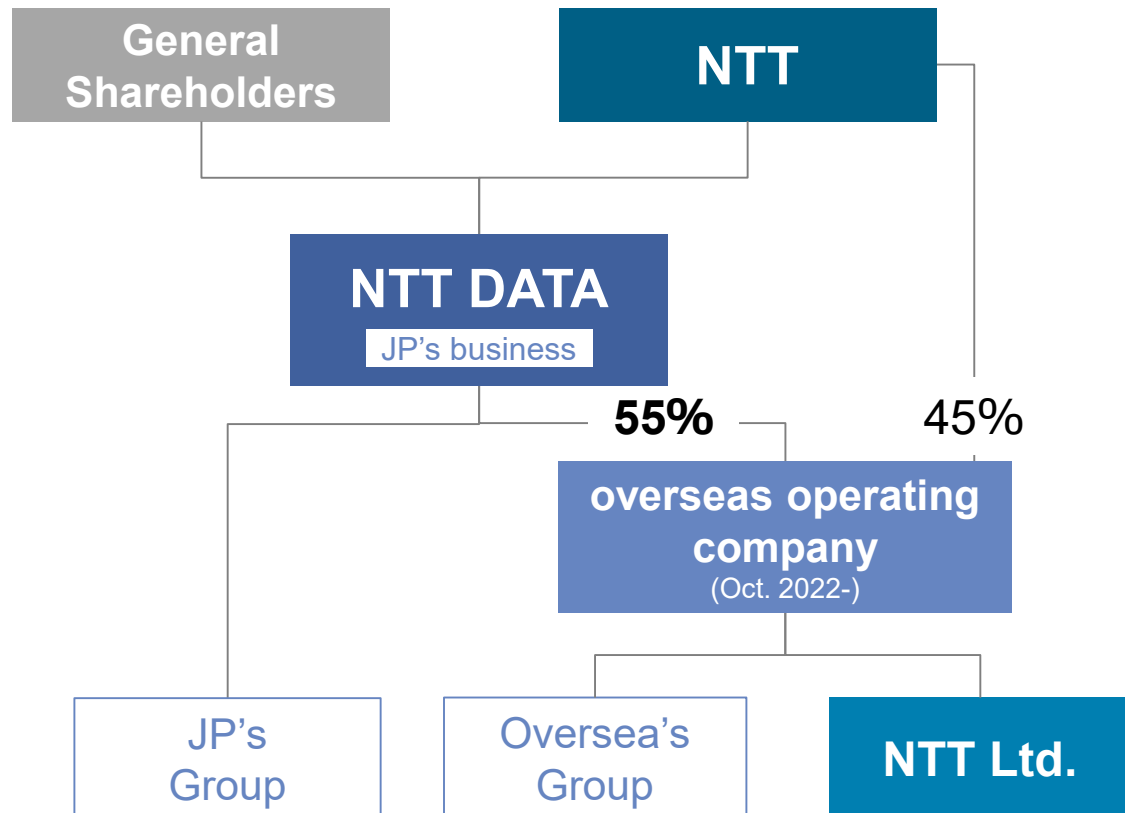 General
Shareholders
NTT
NTT DATA
JP’s business
55%
45%
overseas operating
company
(Oct. 2022-)
JP’s
Group
Oversea’s
Group
NTT Ltd.